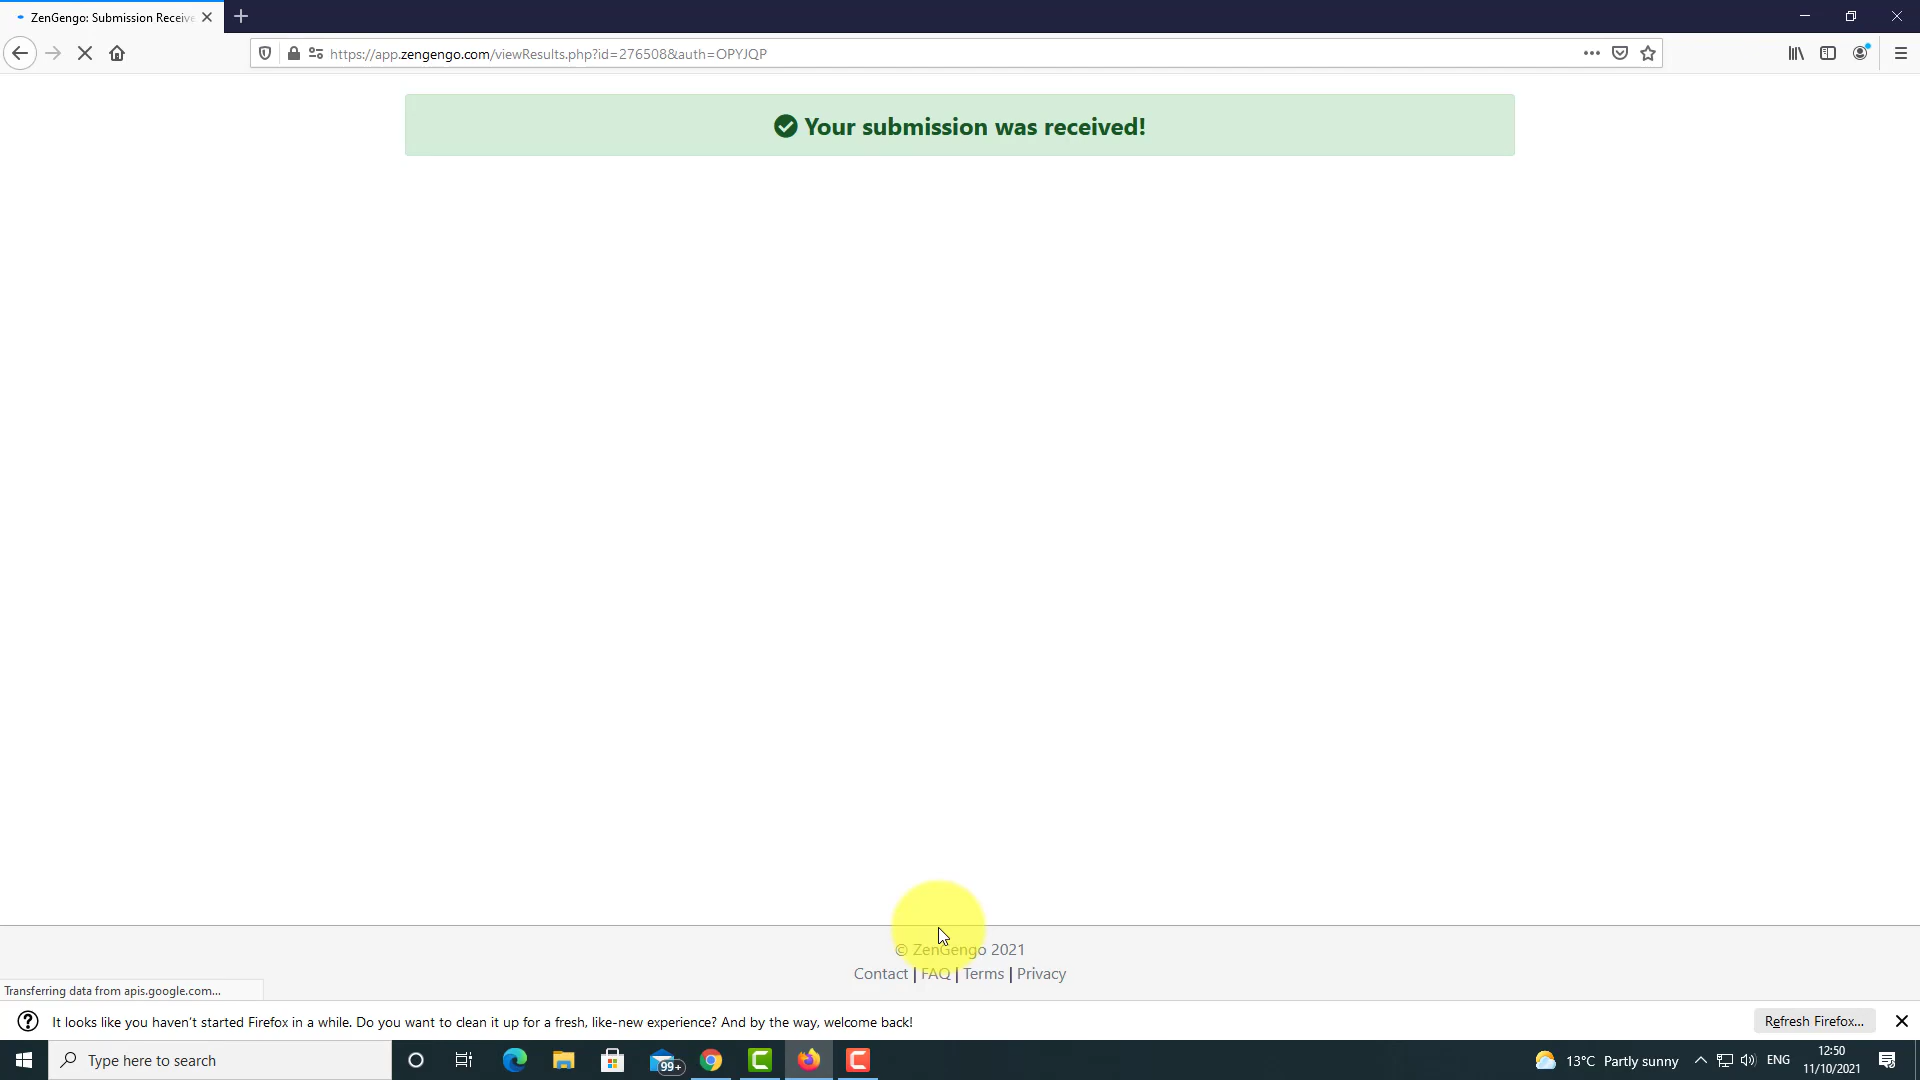 ZenGengo: Submission Receive
https://app.zengengo.com/viewResults.php?id=276508&auth=OPYJQP
Your submission was received!
© ZenGengo 2021
Contact | FAQ | Terms | Privacy
Transferring data from apis.google.com...
It looks like you haven't started Firefox in a while. Do you want to clean it up for a fresh, like-new experience? And by the way, welcome back!
Refresh Firefox...
Type here to search
99+
13°C Partly sunny
ENG
12:50
11/10/2021